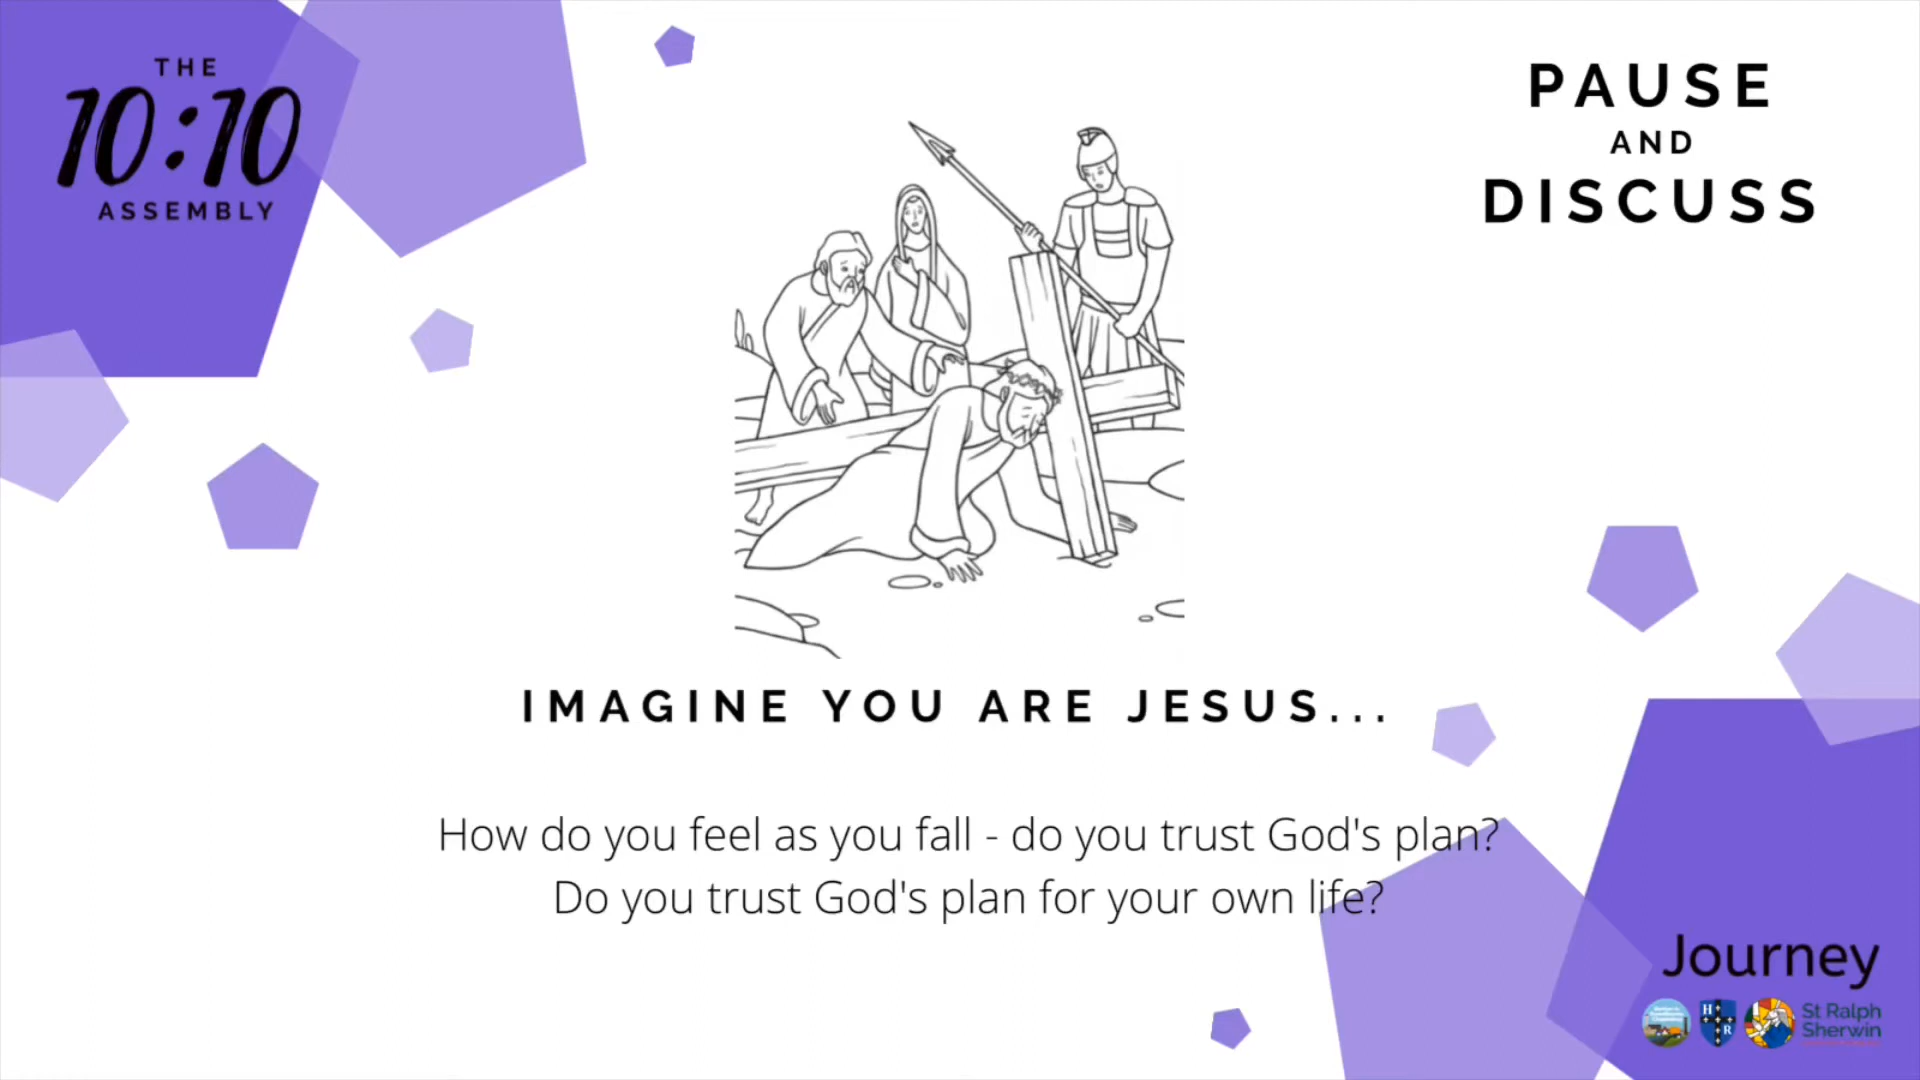 THE
10:10
ASSEMBLY
PAUSE
AND
DISCUSS
IMAGINE YOU ARE JESUS...
How do you feel as you fall - do you trust God's plan?
Do you trust God's plan for your own life?
Journey
H
R
St Ralph
Sherwin